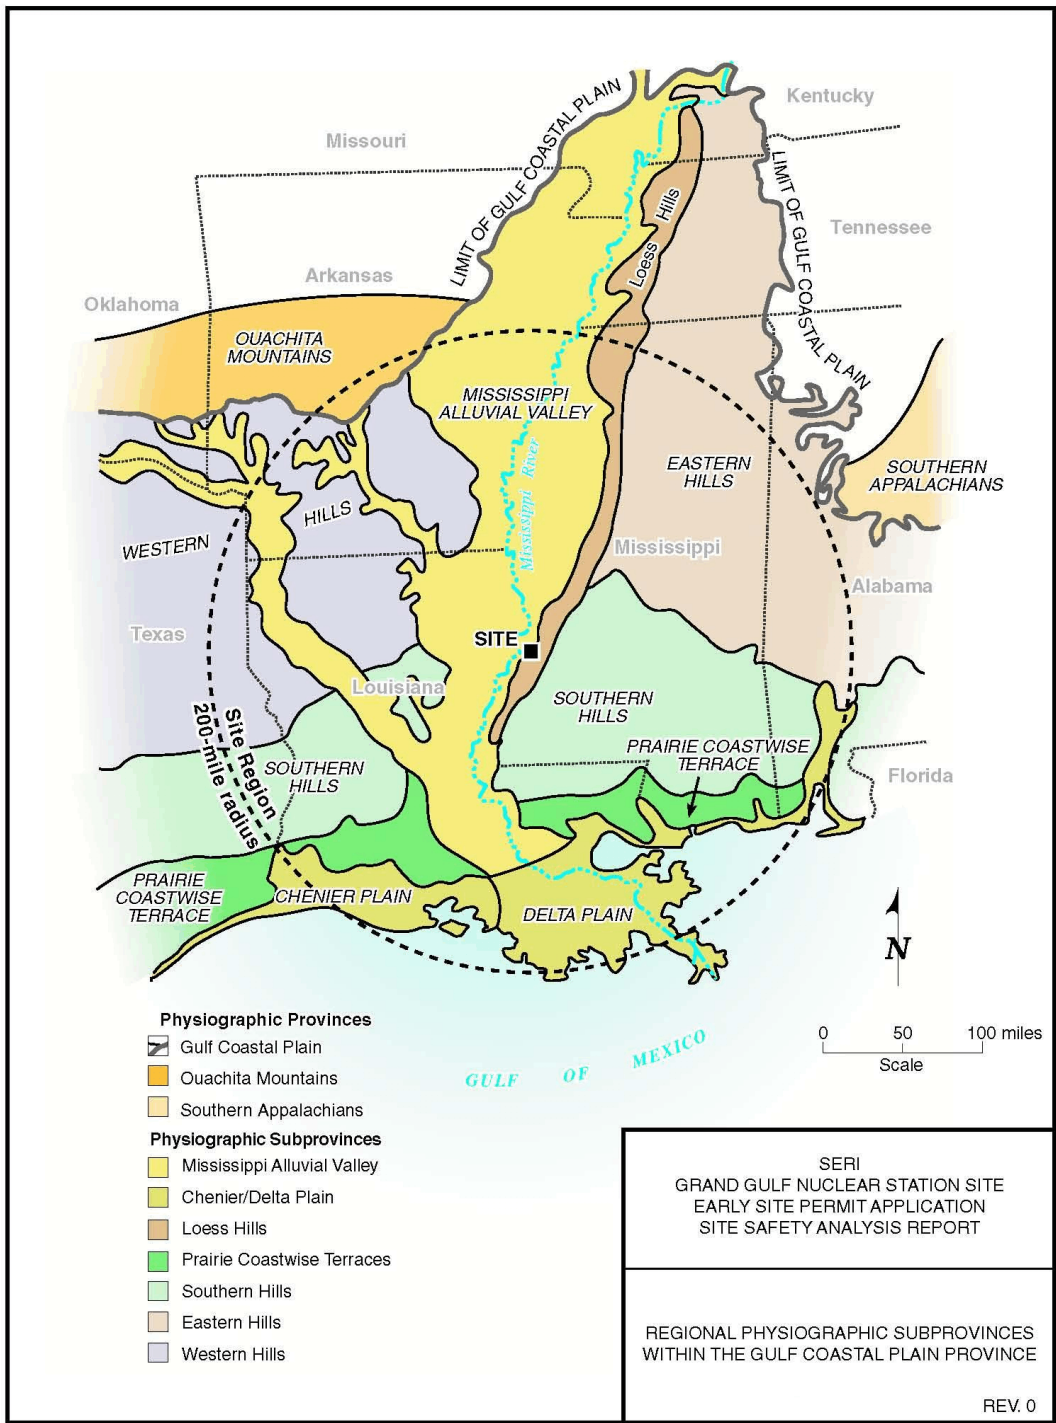 Kentucky
Missouri
LIMIT OF GULF COASTAL PLAIN
LIMIT OF GULF COASTAL PLAIN
Loess Hills
Tennessee
Arkansas
Oklahoma
OUACHITA
MOUNTAINS
MISSISSIPPI
ALLUVIAL VALLEY
Mississippi River
EASTERN
HILLS
SOUTHERN
APPALACHIANS
WESTERN HILLS
Mississippi
Alabama
Texas
SITE
Louisiana
SOUTHERN
HILLS
Site Region
200-mile radius
PRAIRIE COASTWISE
TERRACE
SOUTHERN
HILLS
Florida
PRAIRIE
COASTWISE
TERRACE
CHENIER PLAIN
DELTA PLAIN
N
GULF OF MEXICO
0 50 100 miles
Scale
Physiographic Provinces
Gulf Coastal Plain
Ouachita Mountains
Southern Appalachians
Physiographic Subprovinces
Mississippi Alluvial Valley
Chenier/Delta Plain
Loess Hills
Prairie Coastwise Terraces
Southern Hills
Eastern Hills
Western Hills
SERI
GRAND GULF NUCLEAR STATION SITE
EARLY SITE PERMIT APPLICATION
SITE SAFETY ANALYSIS REPORT
REGIONAL PHYSIOGRAPHIC SUBPROVINCES
WITHIN THE GULF COASTAL PLAIN PROVINCE
REV. 0